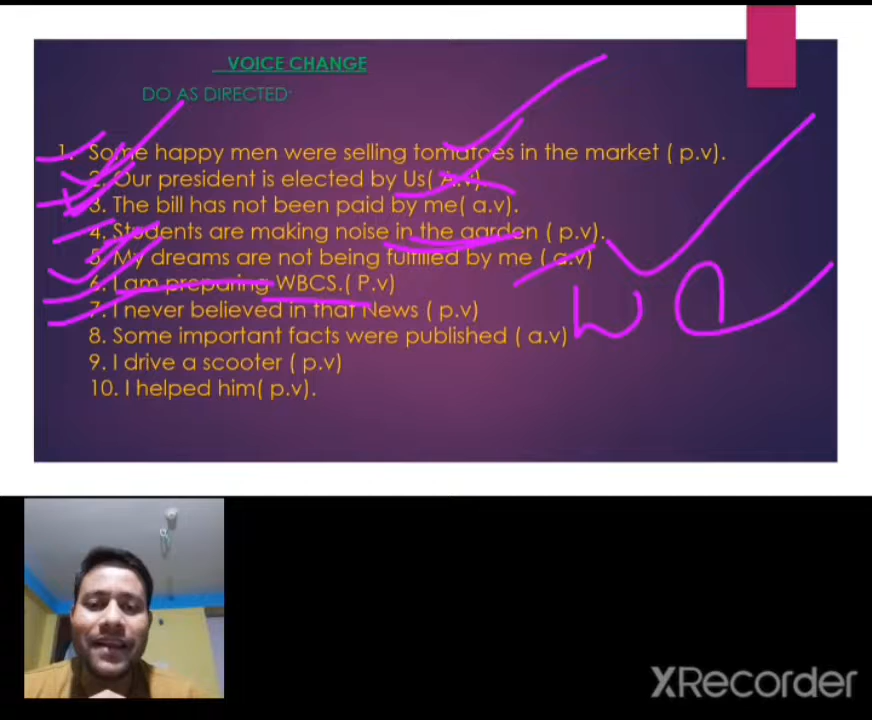 VOICE CHANGE
DO AS DIRECTED:
1. Some happy men were selling tomatoes in the market ( p.v).
2. Our president is elected by Us( A.v).
3. The bill has not been paid by me( a.v).
4. Students are making noise in the garden ( p.v).
5. My dreams are not being fulfilled by me ( a.v)
6. I am preparing WBCS.( P.v)
7. I never believed in that News ( p.v)
8. Some important facts were published ( a.v)
9. I drive a scooter ( p.v)
10. I helped him( p.v).
XRecorder